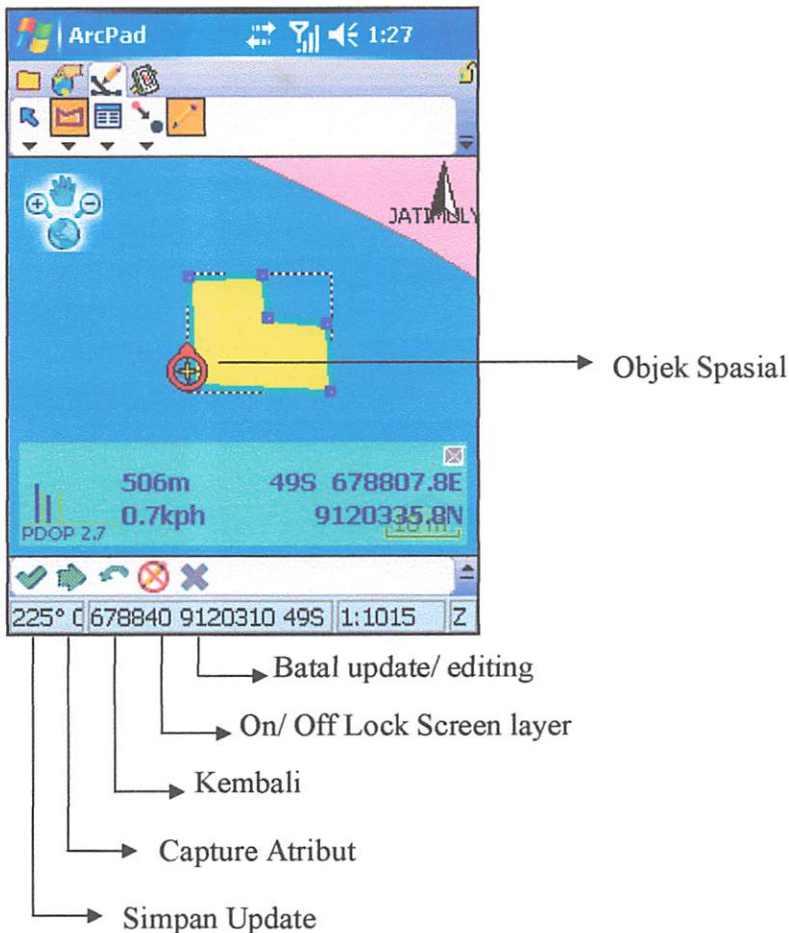 ArcPad 1:27
JATIMULY
Objek Spasial
506m 49S 678807.8E
0.7kph 9120335.8N
PDOP 2.7 10 m
225° 678840 9120310 49S 1:1015 Z
Batal update/ editing
On/ Off Lock Screen layer
Kembali
Capture Atribut
Simpan Update